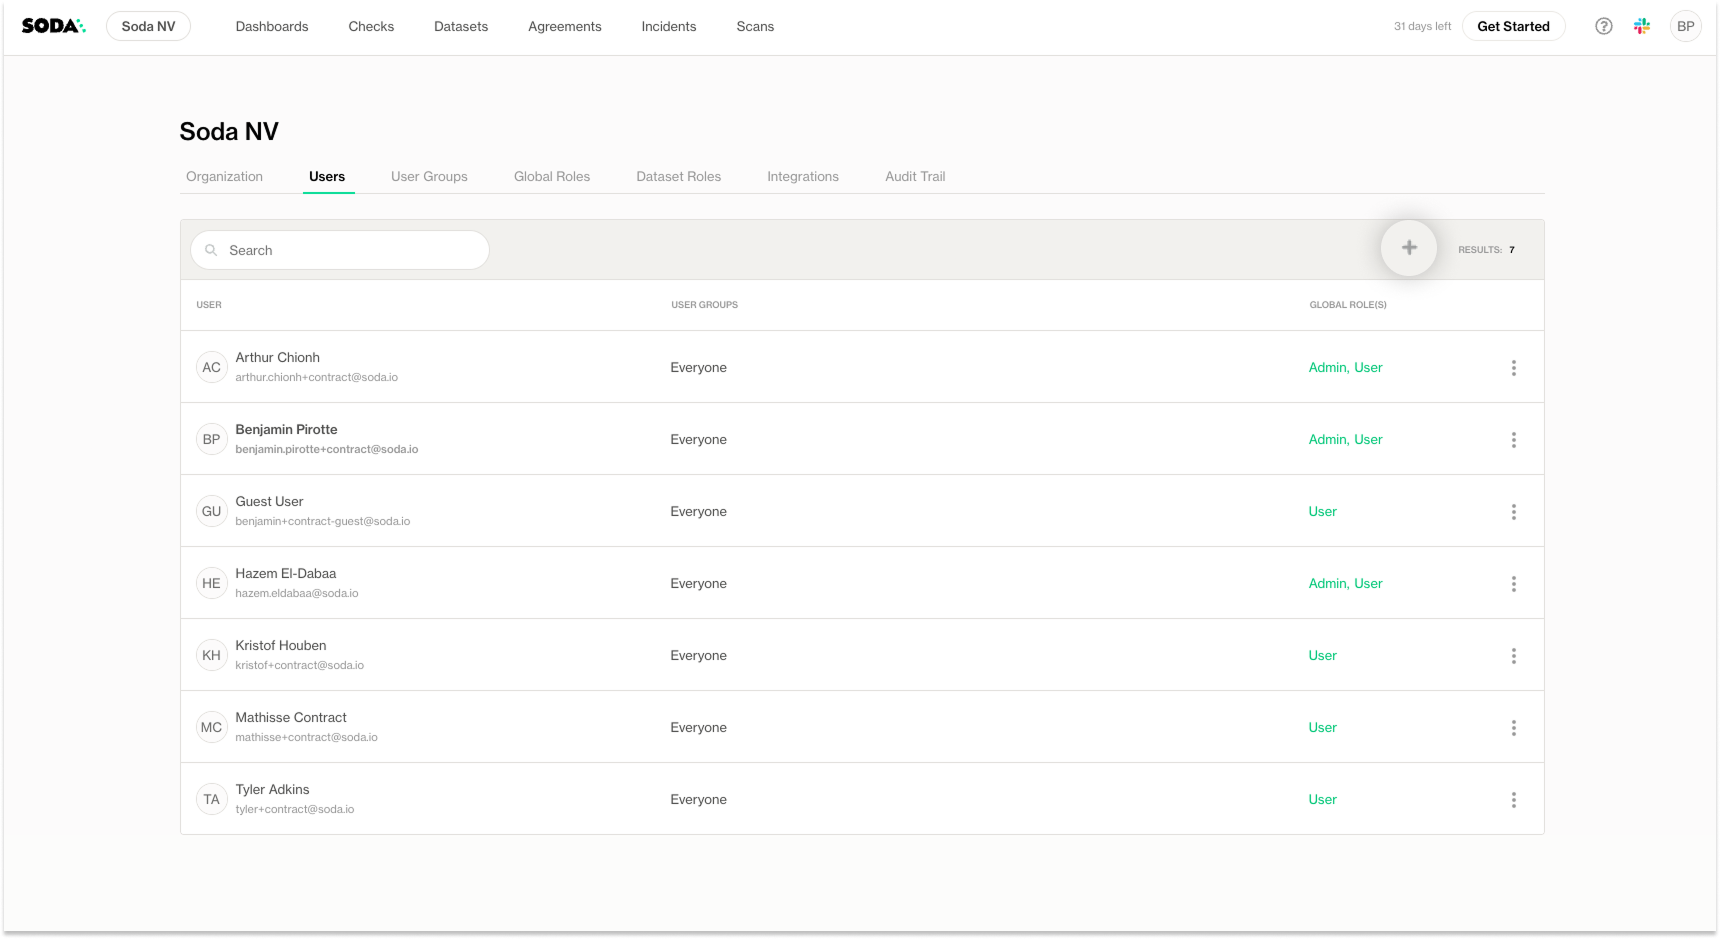 SODA Soda NV Dashboards Checks Datasets Agreements Incidents Scans 31 days left Get Started ? BP
Soda NV
Organization Users User Groups Global Roles Dataset Roles Integrations Audit Trail
Search + RESULTS: 7
USER USER GROUPS GLOBAL ROLE(S)
AC Arthur Chionh Everyone Admin, User
arthur.chionh+contract@soda.io
BP Benjamin Pirotte Everyone Admin, User
benjamin.pirotte+contract@soda.io
GU Guest User Everyone User
benjamin+contract-guest@soda.io
HE Hazem El-Dabaa Everyone Admin, User
hazem.eldabaa@soda.io
KH Kristof Houben Everyone User
kristof+contract@soda.io
MC Mathisse Contract Everyone User
mathisse+contract@soda.io
TA Tyler Adkins Everyone User
tyler+contract@soda.io